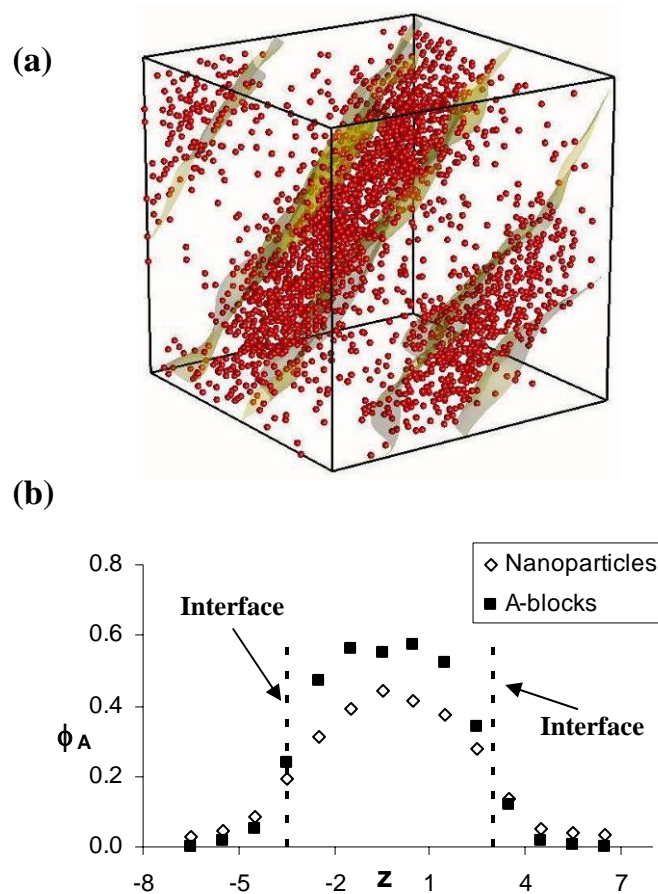 (a)
(b)
Nanoparticles
A-blocks
Interface
Interface
ϕA
0.8
0.6
0.4
0.2
0.0
-8 -5 -2 1 4 7
z